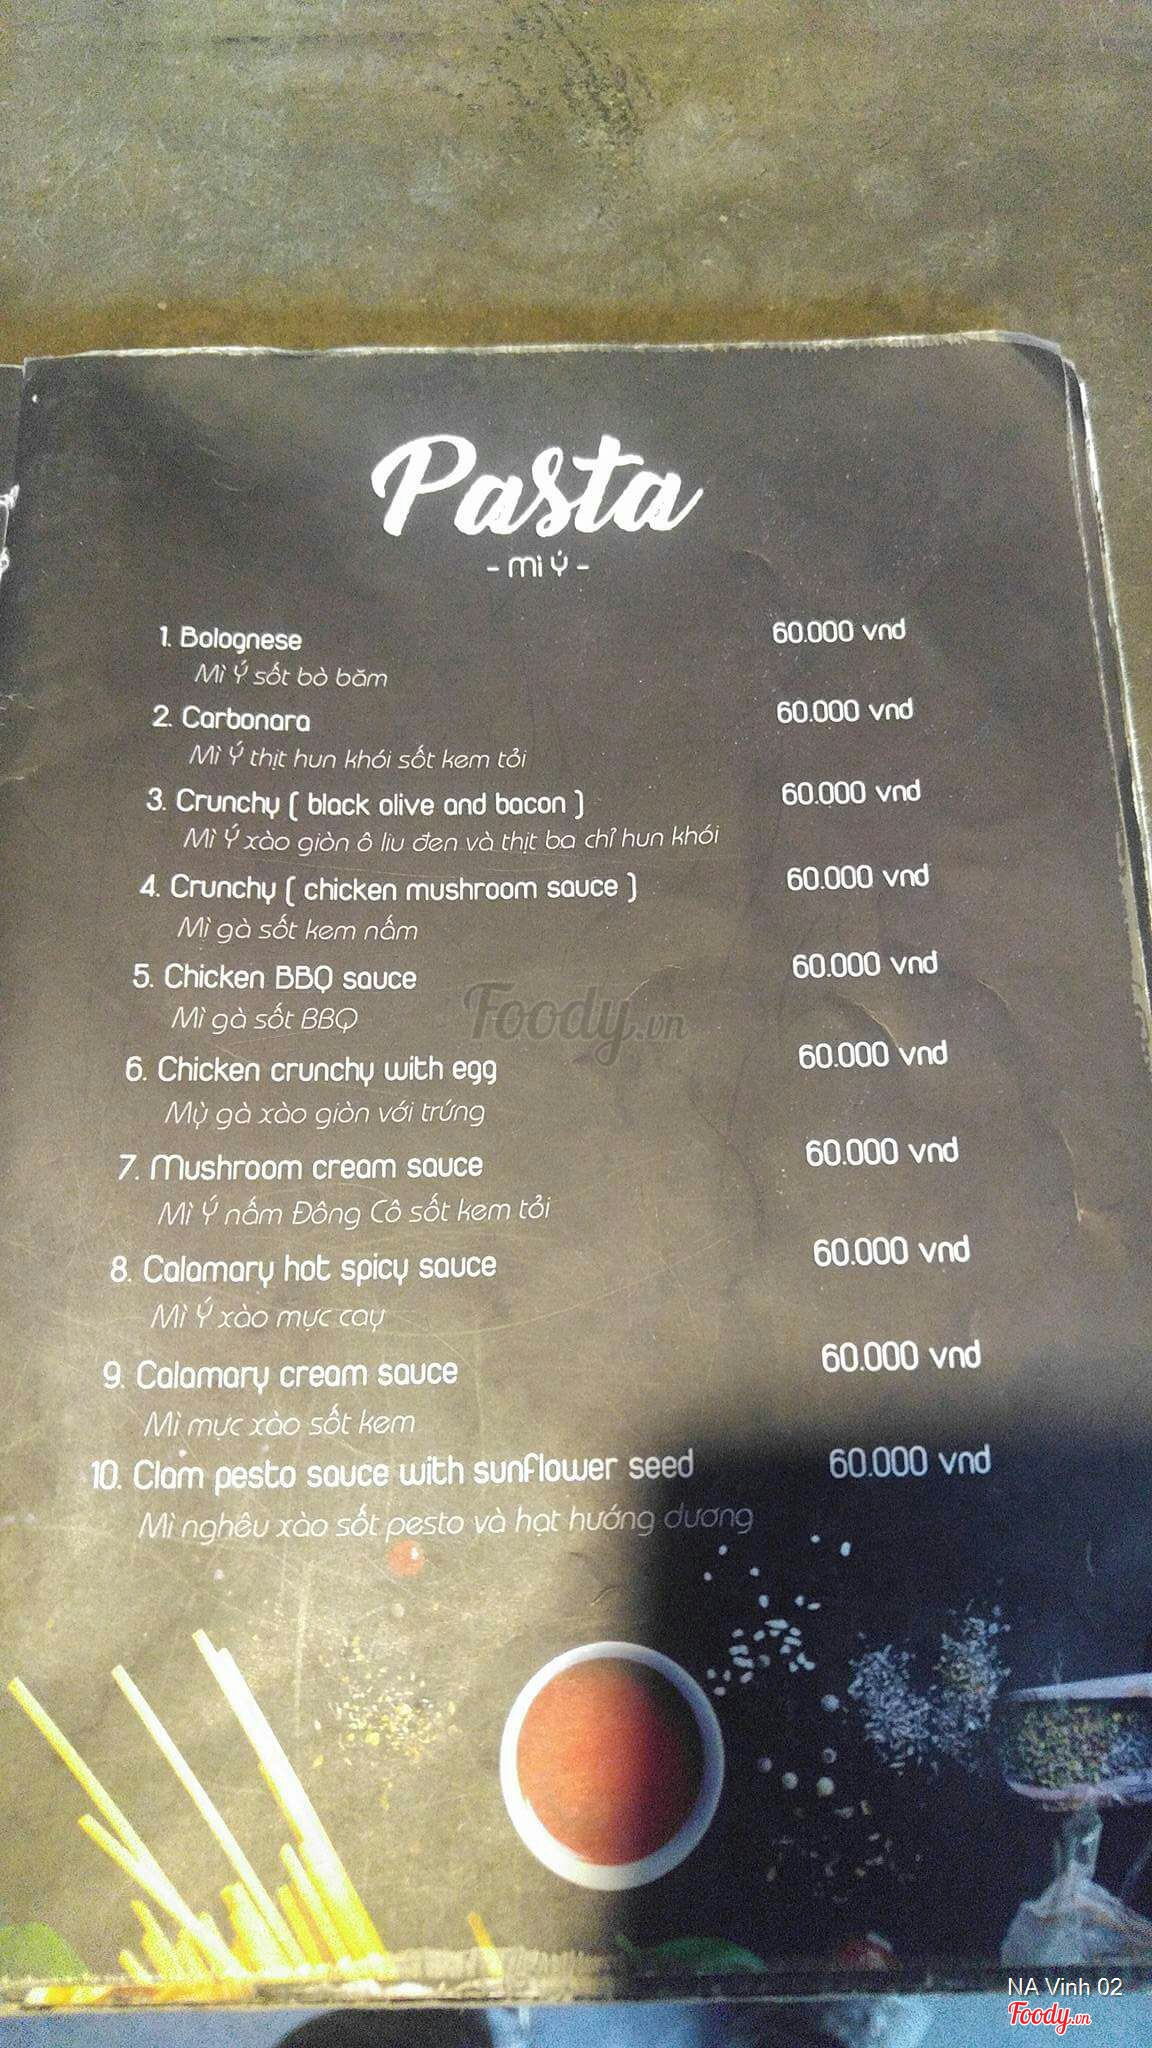 Pasta
- Mì Ý -
1. Bolognese 60.000 vnd
Mì Ý sốt bò băm
2. Carbonara 60.000 vnd
Mì Ý thịt hun khói sốt kem tỏi
3. Crunchy ( black olive and bacon ) 60.000 vnd
Mì Ý xào giòn ô liu đen và thịt ba chỉ hun khói
4. Crunchy ( chicken mushroom sauce ) 60.000 vnd
Mì gà sốt kem nấm
5. Chicken BBQ sauce 60.000 vnd
Mì gà sốt BBQ
6. Chicken crunchy with egg 60.000 vnd
Mỳ gà xào giòn với trứng
7. Mushroom cream sauce 60.000 vnd
Mì Ý nấm Đông Cô sốt kem tỏi
8. Calamary hot spicy sauce 60.000 vnd
Mì Ý xào mực cay
9. Calamary cream sauce 60.000 vnd
Mì mực xào sốt kem
10. Clam pesto sauce with sunflower seed 60.000 vnd
Mì nghêu xào sốt pesto và hạt hướng dương
Foody.vn
NA Vinh 02
Foody.vn